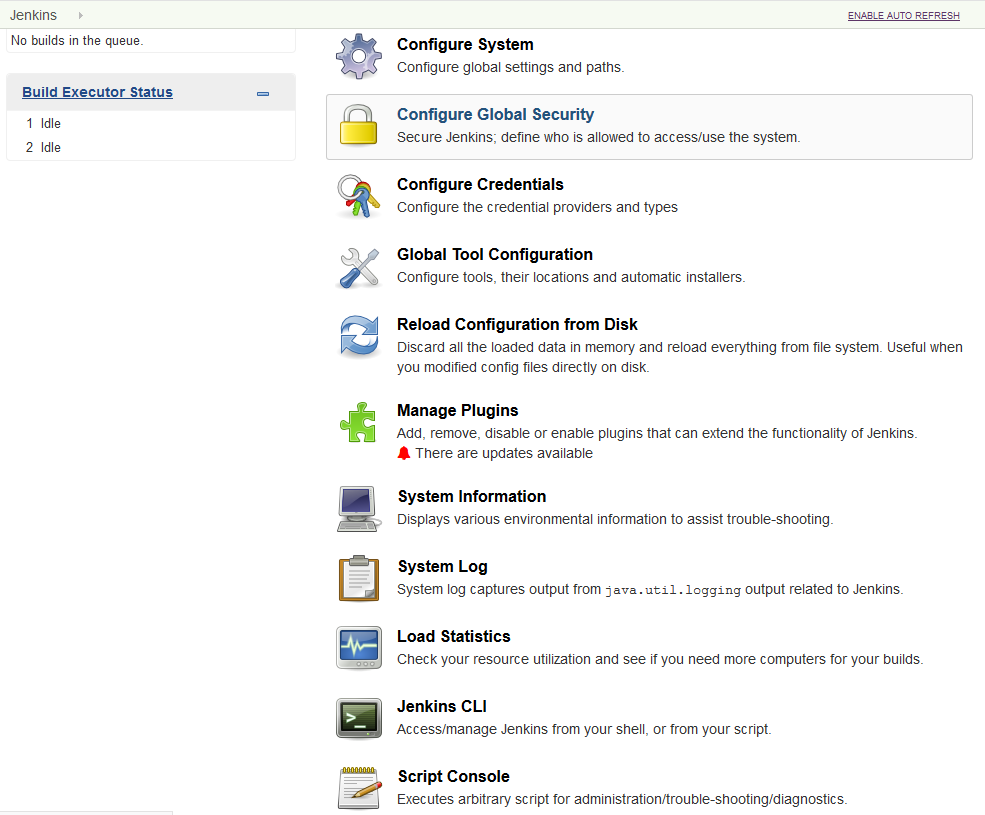 Jenkins
ENABLE AUTO REFRESH
No builds in the queue.
Build Executor Status
1 Idle
2 Idle
Configure System
Configure global settings and paths.
Configure Global Security
Secure Jenkins; define who is allowed to access/use the system.
Configure Credentials
Configure the credential providers and types
Global Tool Configuration
Configure tools, their locations and automatic installers.
Reload Configuration from Disk
Discard all the loaded data in memory and reload everything from file system. Useful when
you modified config files directly on disk.
Manage Plugins
Add, remove, disable or enable plugins that can extend the functionality of Jenkins.
There are updates available
System Information
Displays various environmental information to assist trouble-shooting.
System Log
System log captures output from java.util.logging output related to Jenkins.
Load Statistics
Check your resource utilization and see if you need more computers for your builds.
Jenkins CLI
Access/manage Jenkins from your shell, or from your script.
Script Console
Executes arbitrary script for administration/trouble-shooting/diagnostics.